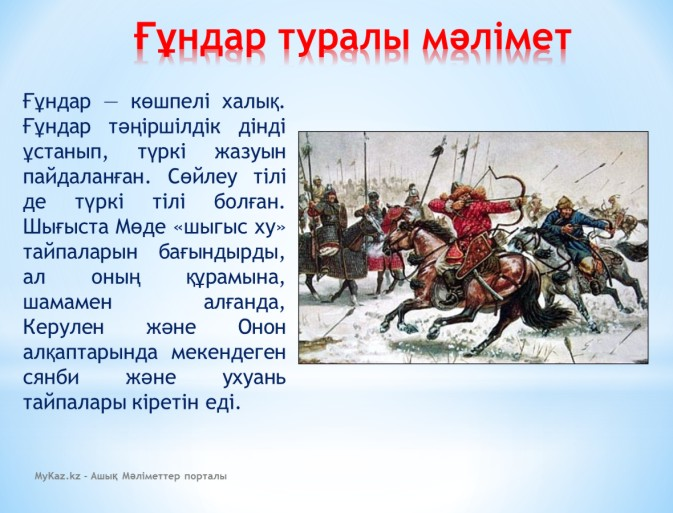 Ғұндар туралы мәлімет
Ғұндар — көшпелі халық.
Ғұндар тәңіршілдік дінді
ұстанып, түркі жазуын
пайдаланған. Сөйлеу тілі
де түркі тілі болған.
Шығыста Мөде «шыгыс ху»
тайпаларын бағындырды,
ал оның құрамына,
шамамен алғанда,
Керулен және Онон
алқаптарында мекендеген
сянби және ухуань
тайпалары кіретін еді.
MyKaz.kz - Ашық Мәліметтер порталы